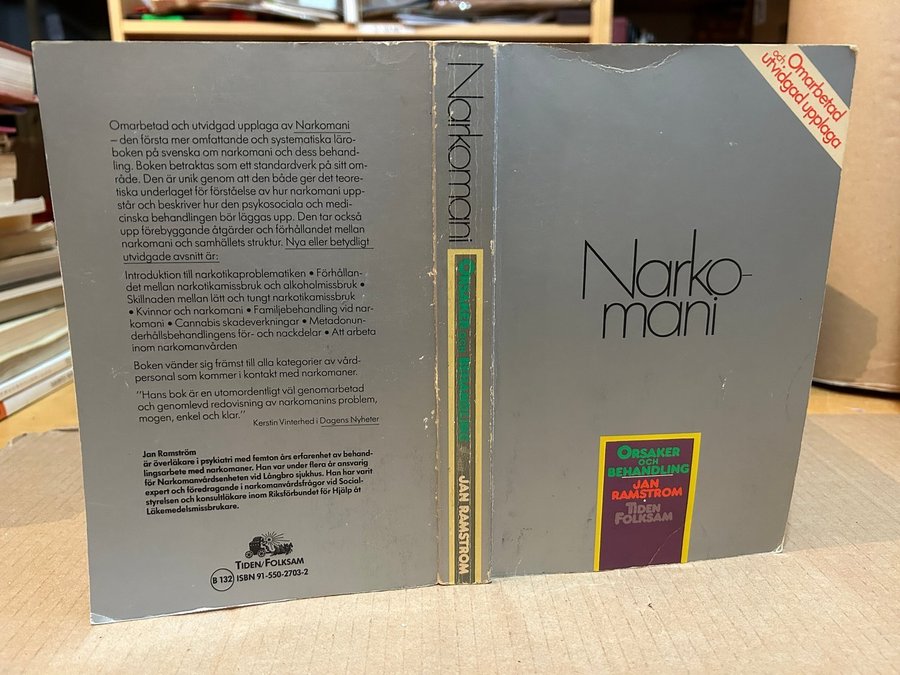 Omarbetad och utvidgad upplaga av Narkomani
– den första mer omfattande och systematiska läro-
boken på svenska om narkomani och dess behand-
ling. Boken betraktas som ett standardverk på sitt om-
råde. Den är unik genom att den både ger det teore-
tiska underlaget för förståelse av hur narkomani upp-
står och beskriver hur den psykosociala och medi-
cinska behandlingen bör läggas upp. Den tar också
upp förebyggande åtgärder och förhållandet mellan
narkomani och samhällets struktur. Nya eller betydligt
utvidgade avsnitt är:
Introduktion till narkotikaproblematiken • Förhållan-
det mellan narkotikamissbruk och alkoholmissbruk •
Skillnaden mellan lätt och tungt narkotikamissbruk
• Kvinnor och narkomani • Familjebehandling vid nar-
komani • Cannabis skadeverkningar • Metadonun-
derhållsbehandlingens för- och nackdelar • Att arbeta
inom narkomanvården
Boken vänder sig främst till alla kategorier av vård-
personal som kommer i kontakt med narkomaner.
"Hans bok är en utomordentligt väl genomarbetad
och genomlevd redovisning av narkomanins problem,
mogen, enkel och klar."
Kerstin Vinterhed i Dagens Nyheter
Jan Ramström
är överläkare i psykiatri med femton års erfarenhet av behand-
lingsarbete med narkomaner. Han var under flera år ansvarig
för Narkomanvårdsenheten vid Långbro sjukhus. Han har varit
expert och föredragande i narkomanvårdsfrågor vid Social-
styrelsen och konsultläkare inom Riksförbundet för Hjälp åt
Läkemedelsmissbrukare.
TIDEN/FOLKSAM
B 132 ISBN 91-550-2703-2
Narkomani
ORSAKER OCH BEHANDLING
JAN RAMSTRÖM
Omarbetad
och
utvidgad upplaga
Narko-
mani
ORSAKER
OCH
BEHANDLING
JAN
RAMSTRÖM
TIDEN
FOLKSAM